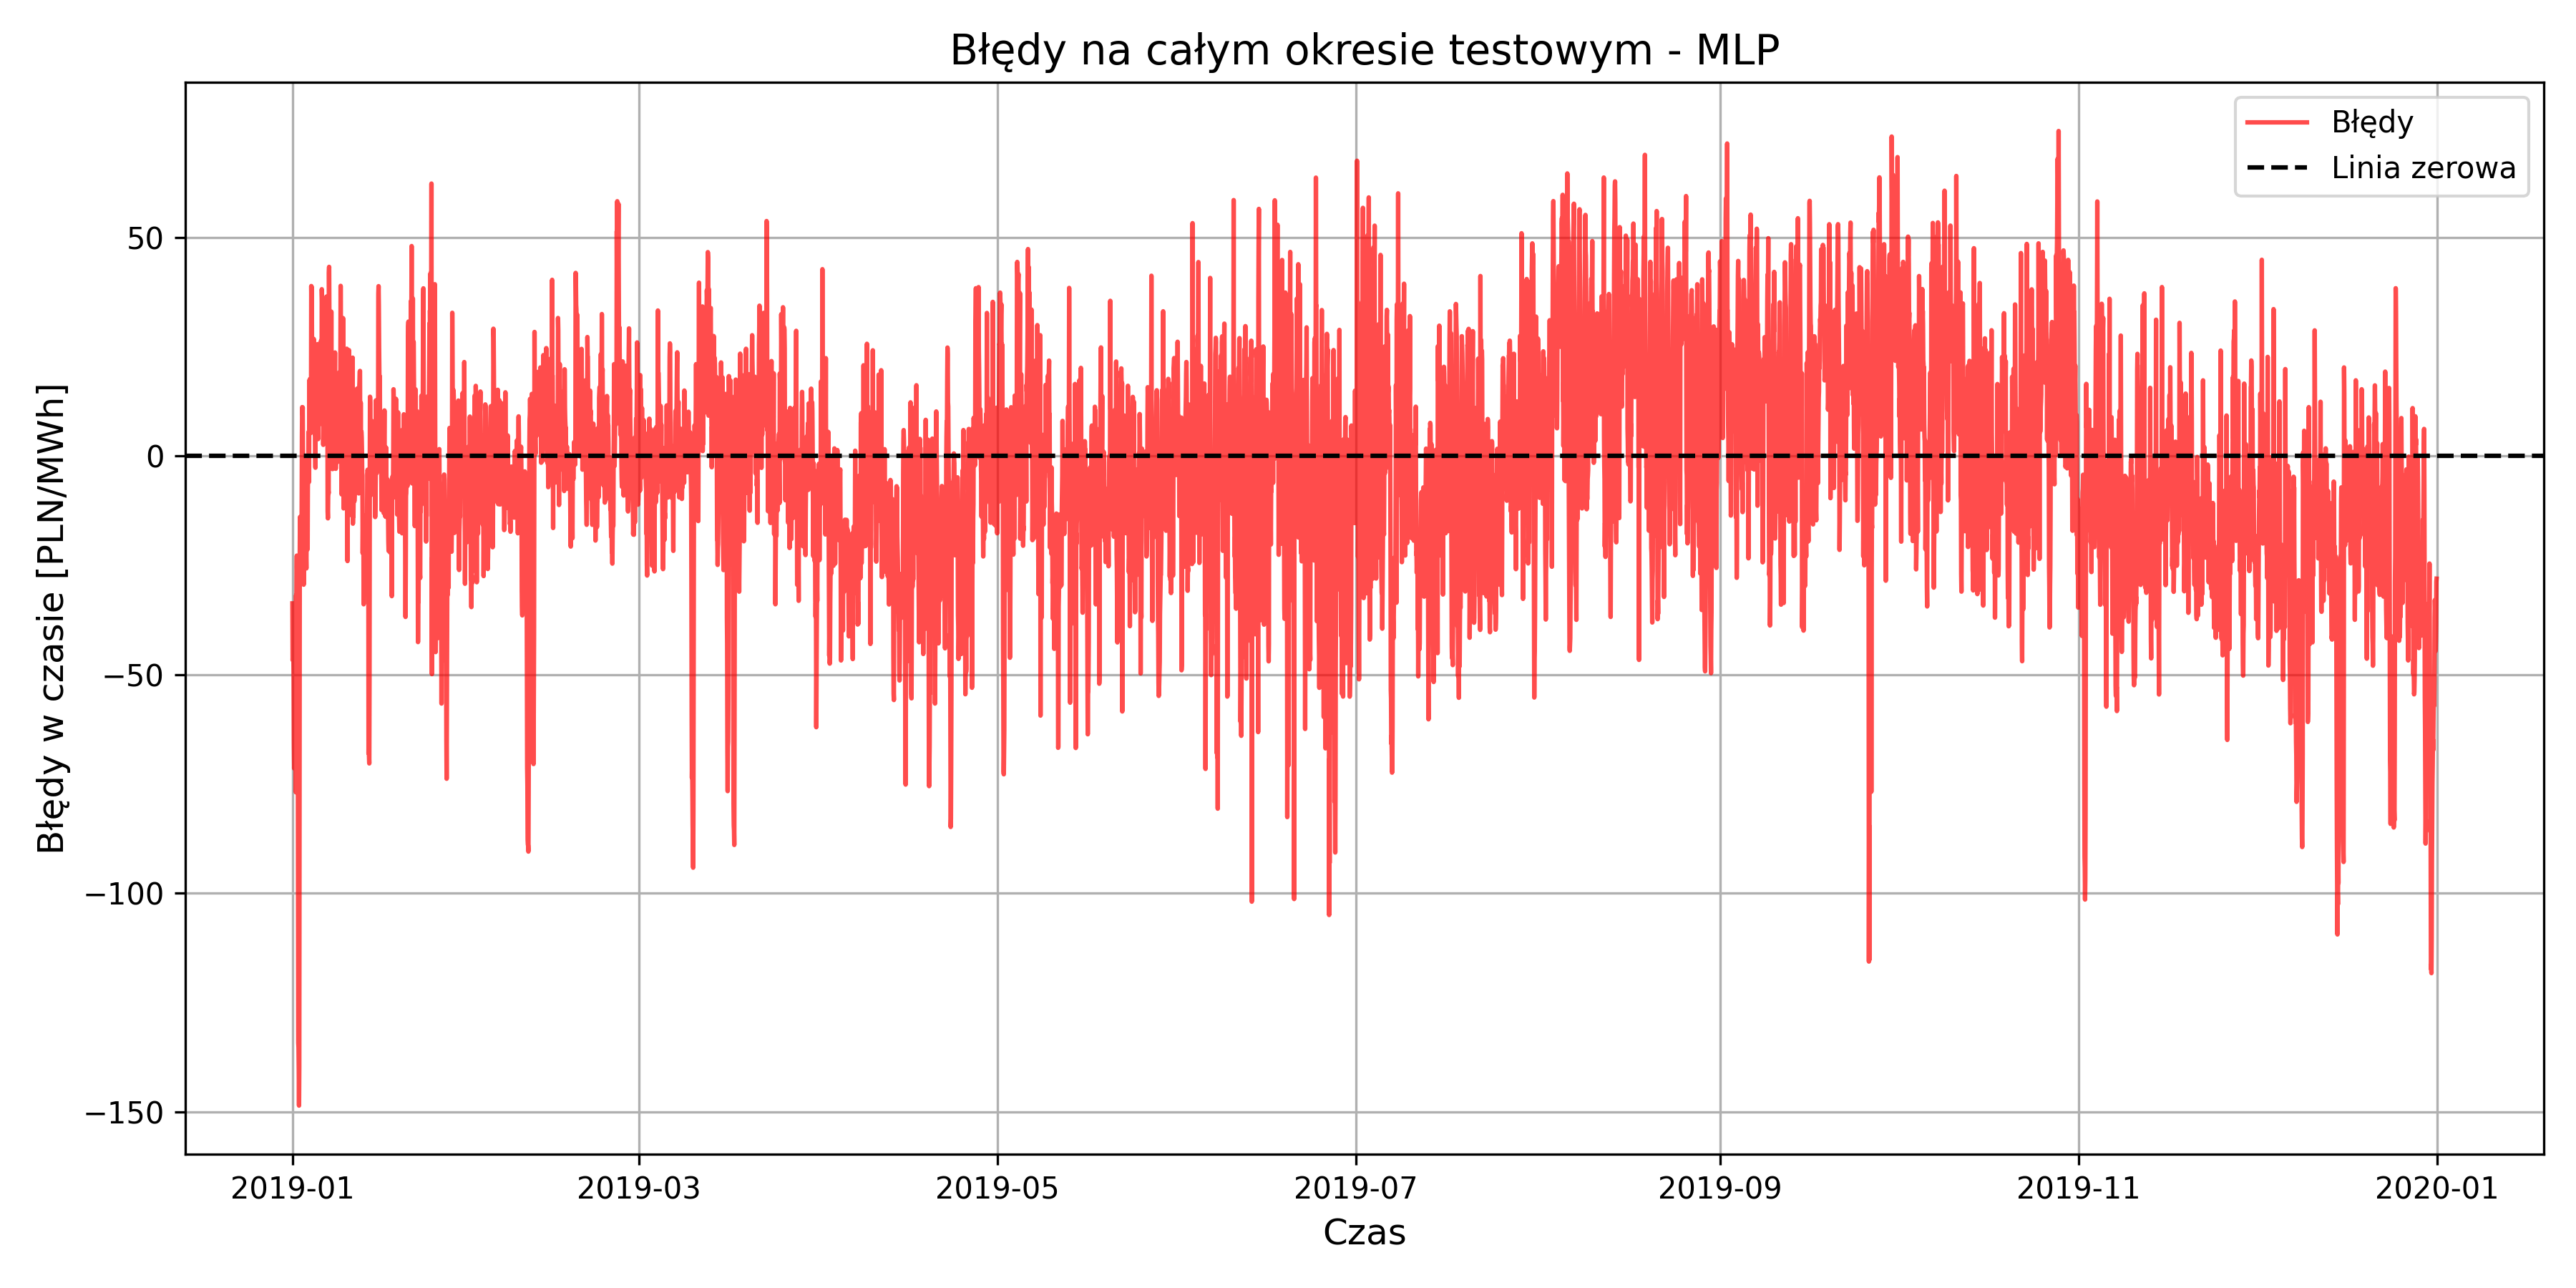 Błędy na całym okresie testowym - MLP
Błędy
Linia zerowa
Błędy w czasie [PLN/MWh]
50
0
−50
−100
−150
2019-01
2019-03
2019-05
2019-07
2019-09
2019-11
2020-01
Czas